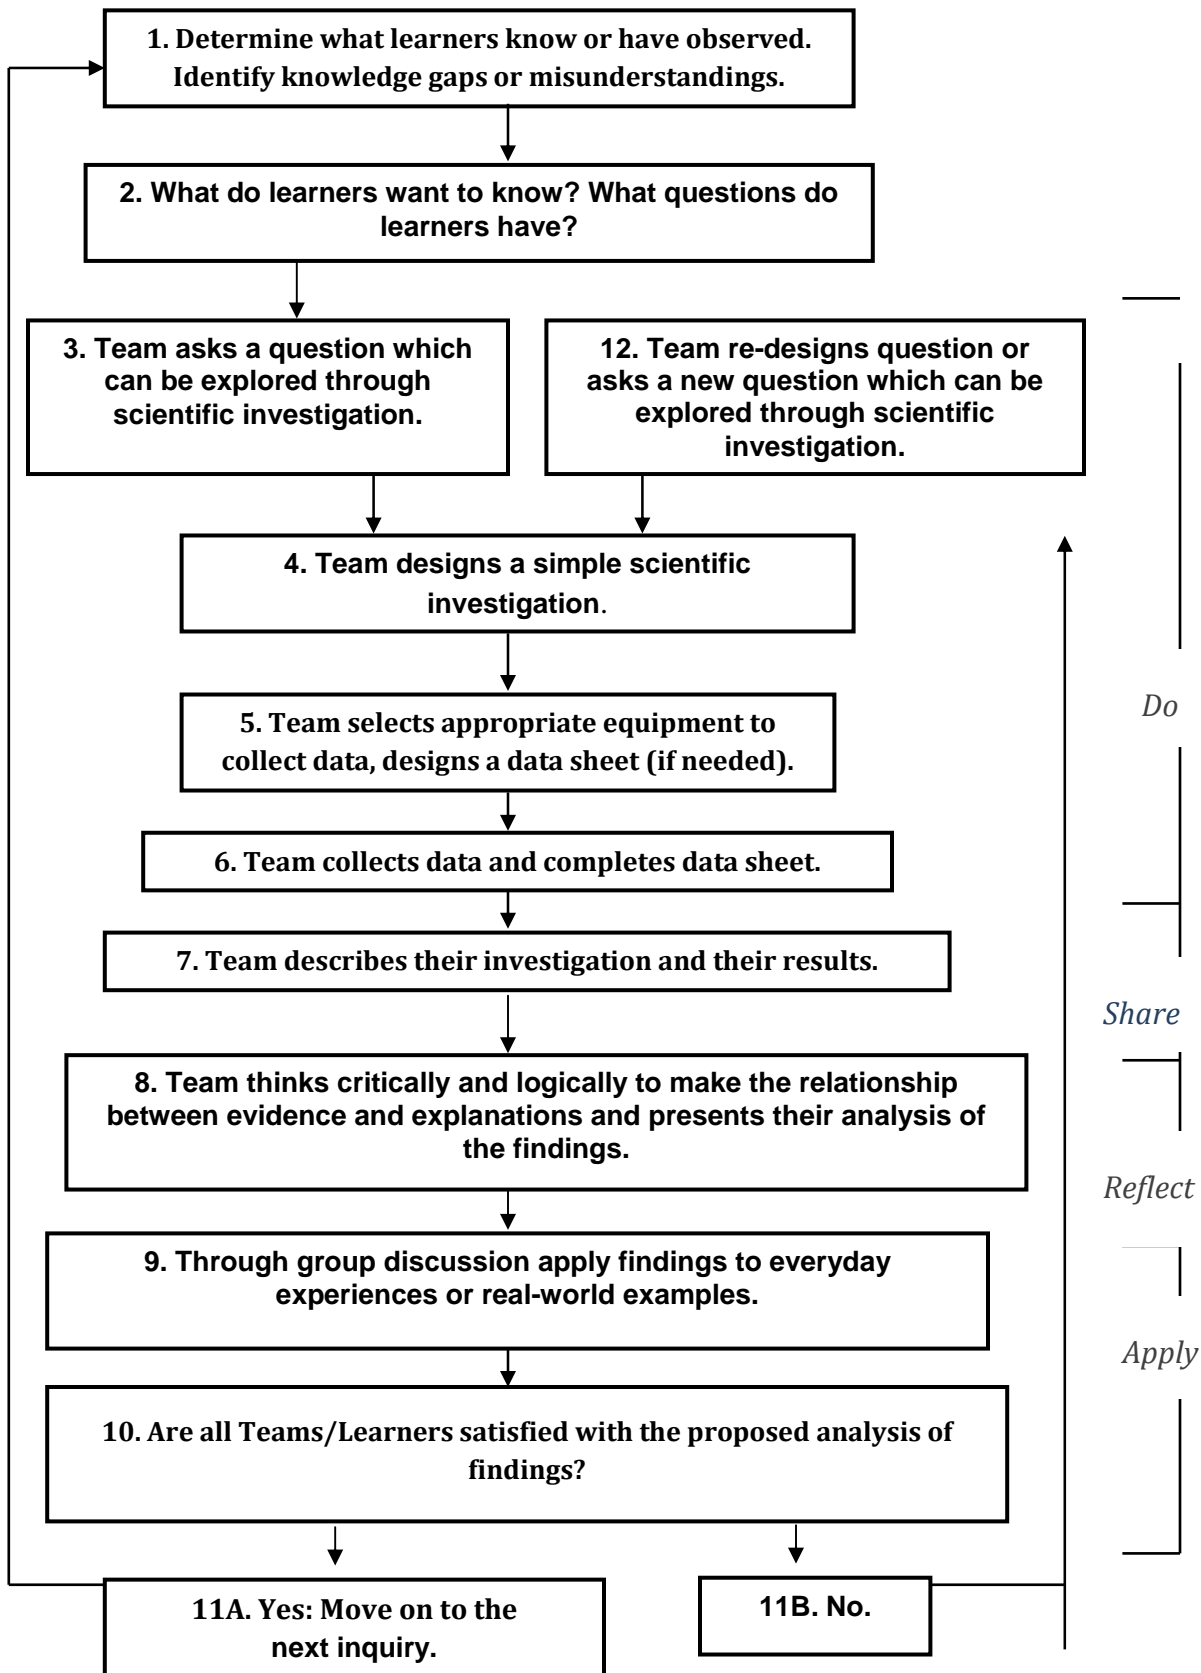 1. Determine what learners know or have observed.
Identify knowledge gaps or misunderstandings.
2. What do learners want to know? What questions do
learners have?
3. Team asks a question which
can be explored through
scientific investigation.
12. Team re-designs question or
asks a new question which can be
explored through scientific
investigation.
4. Team designs a simple scientific
investigation.
5. Team selects appropriate equipment to
collect data, designs a data sheet (if needed).
Do
6. Team collects data and completes data sheet.
7. Team describes their investigation and their results.
Share
8. Team thinks critically and logically to make the relationship
between evidence and explanations and presents their analysis of
the findings.
Reflect
9. Through group discussion apply findings to everyday
experiences or real-world examples.
Apply
10. Are all Teams/Learners satisfied with the proposed analysis of
findings?
11A. Yes: Move on to the
next inquiry.
11B. No.